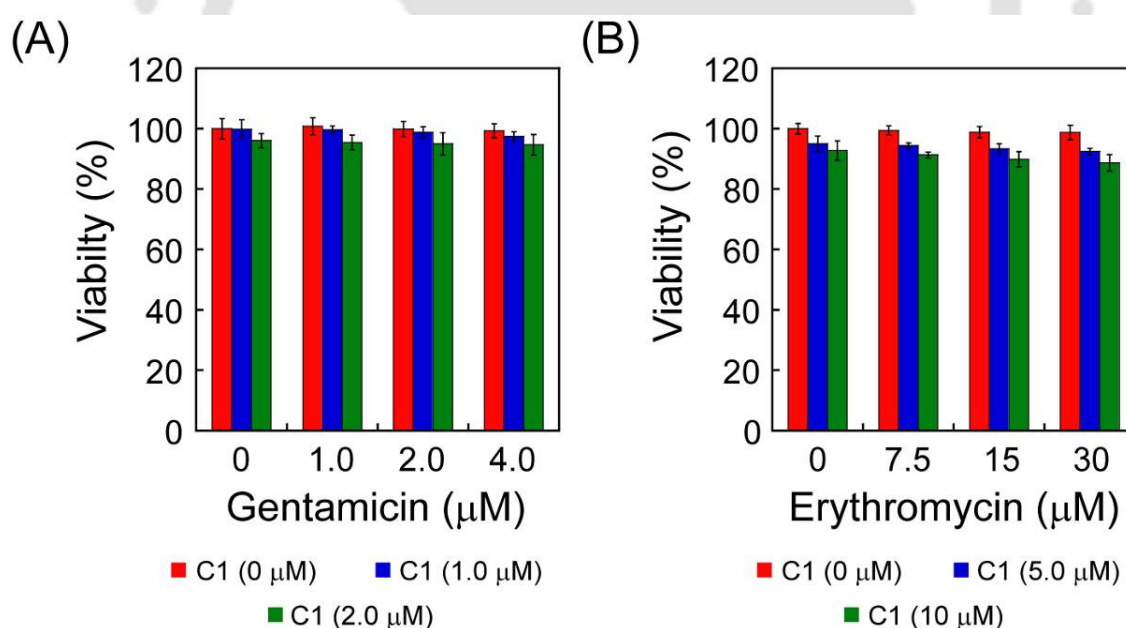 (A)
(B)
120
100
80
60
40
20
0
Viabilty (%)
0 1.0 2.0 4.0
Gentamicin (μM)
C1 (0 μM) C1 (1.0 μM)
C1 (2.0 μM)
120
100
80
60
40
20
0
Viability (%)
0 7.5 15 30
Erythromycin (μM)
C1 (0 μM) C1 (5.0 μM)
C1 (10 μM)